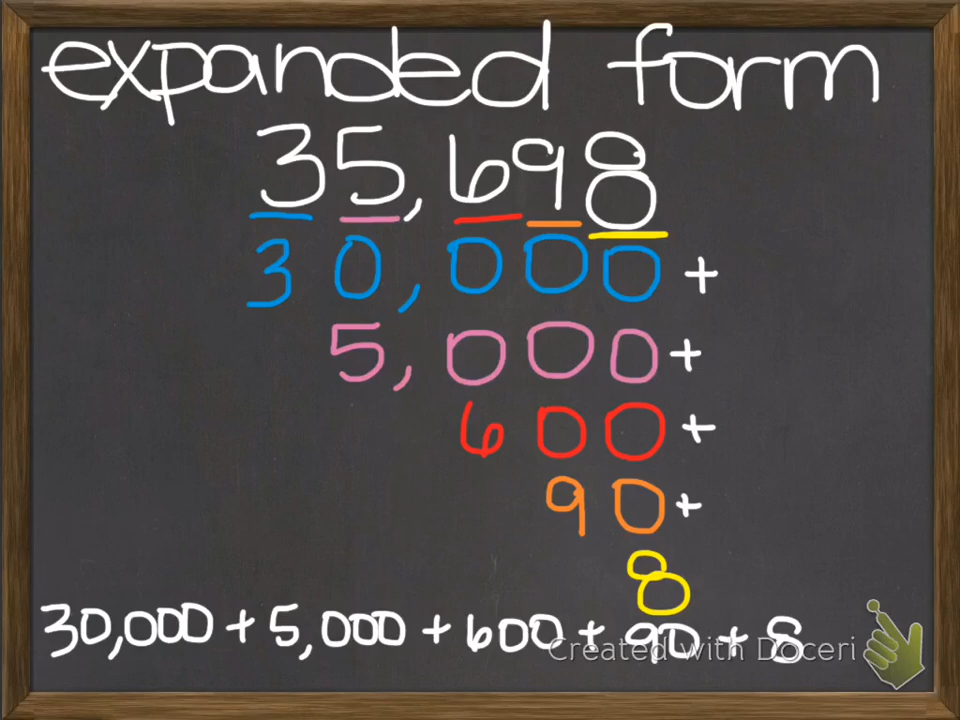 expanded form
35,698
30,000 +
5,000 +
600 +
90 +
8
30,000 + 5,000 + 600 + 90 + 8
Created with Doceri